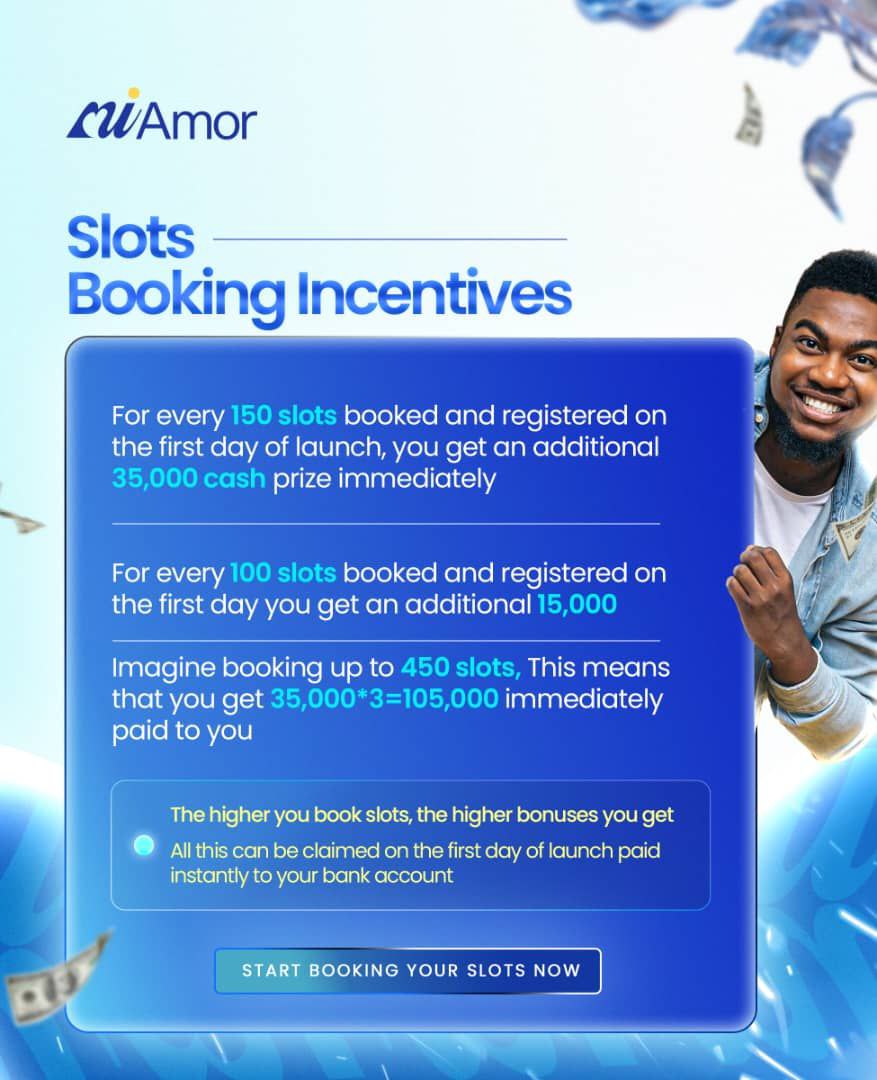 miAmor
Slots
Booking Incentives
For every 150 slots booked and registered on
the first day of launch, you get an additional
35,000 cash prize immediately
For every 100 slots booked and registered on
the first day you get an additional 15,000
Imagine booking up to 450 slots, This means
that you get 35,000*3=105,000 immediately
paid to you
The higher you book slots, the higher bonuses you get
All this can be claimed on the first day of launch paid
instantly to your bank account
START BOOKING YOUR SLOTS NOW